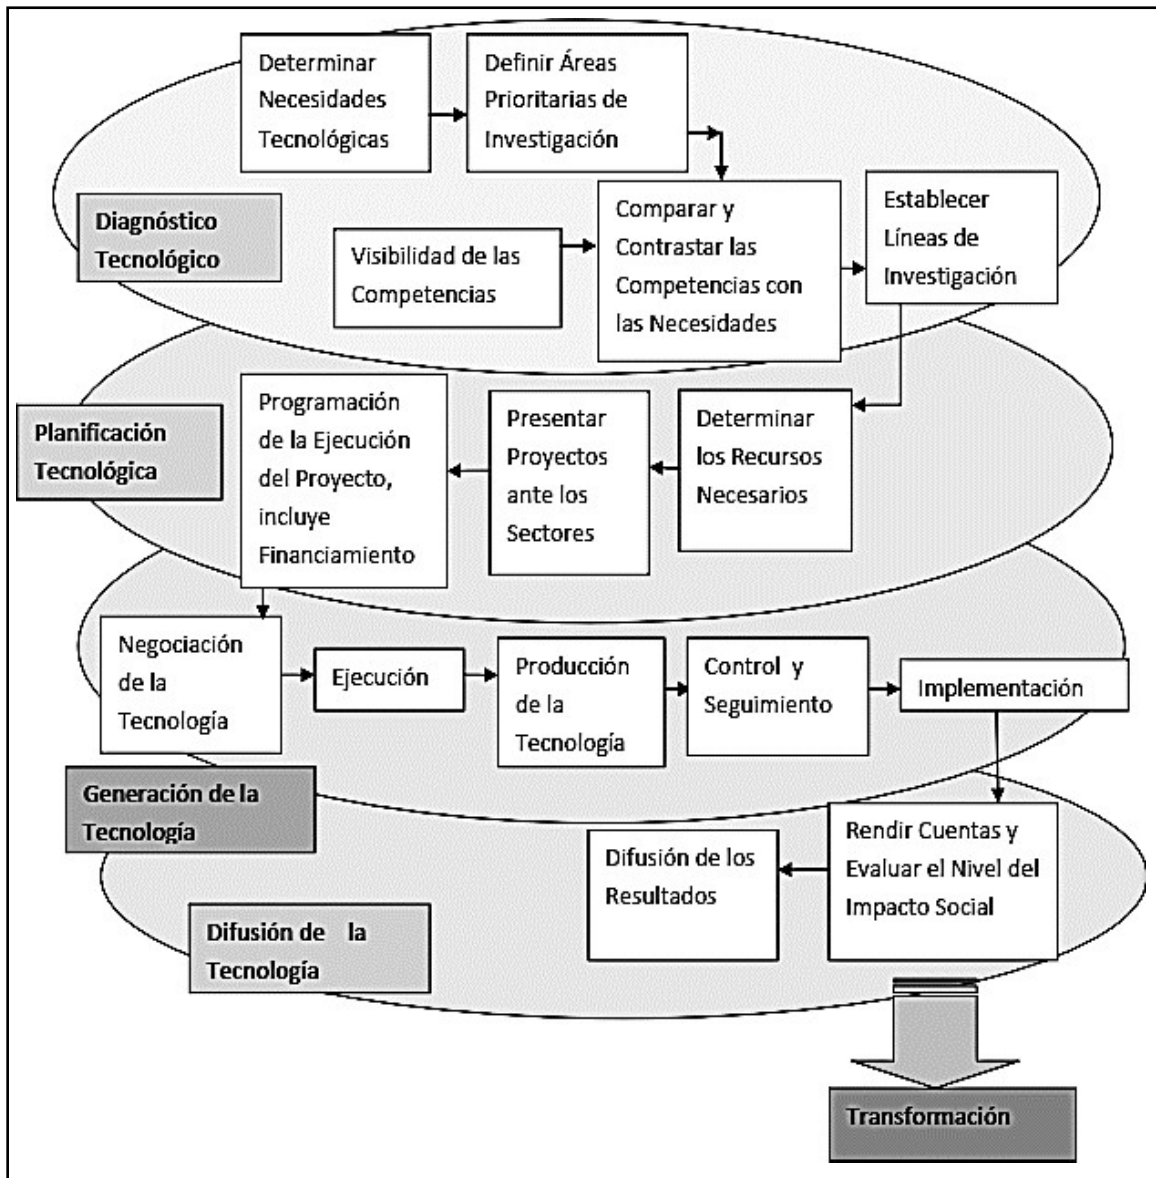 Determinar
Necesidades
Tecnológicas
Definir Áreas
Prioritarias de
Investigación
Diagnóstico
Tecnológico
Visibilidad de las
Competencias
Comparar y
Contrastar las
Competencias con
las Necesidades
Establecer
Líneas de
Investigación
Planificación
Tecnológica
Programación
de la Ejecución
del Proyecto,
incluye
Financiamiento
Presentar
Proyectos
ante los
Sectores
Determinar
los Recursos
Necesarios
Negociación
de la
Tecnología
Ejecución
Producción
de la
Tecnología
Control y
Seguimiento
Implementación
Generación de la
Tecnología
Difusión de los
Resultados
Rendir Cuentas y
Evaluar el Nivel del
Impacto Social
Difusión de la
Tecnología
Transformación